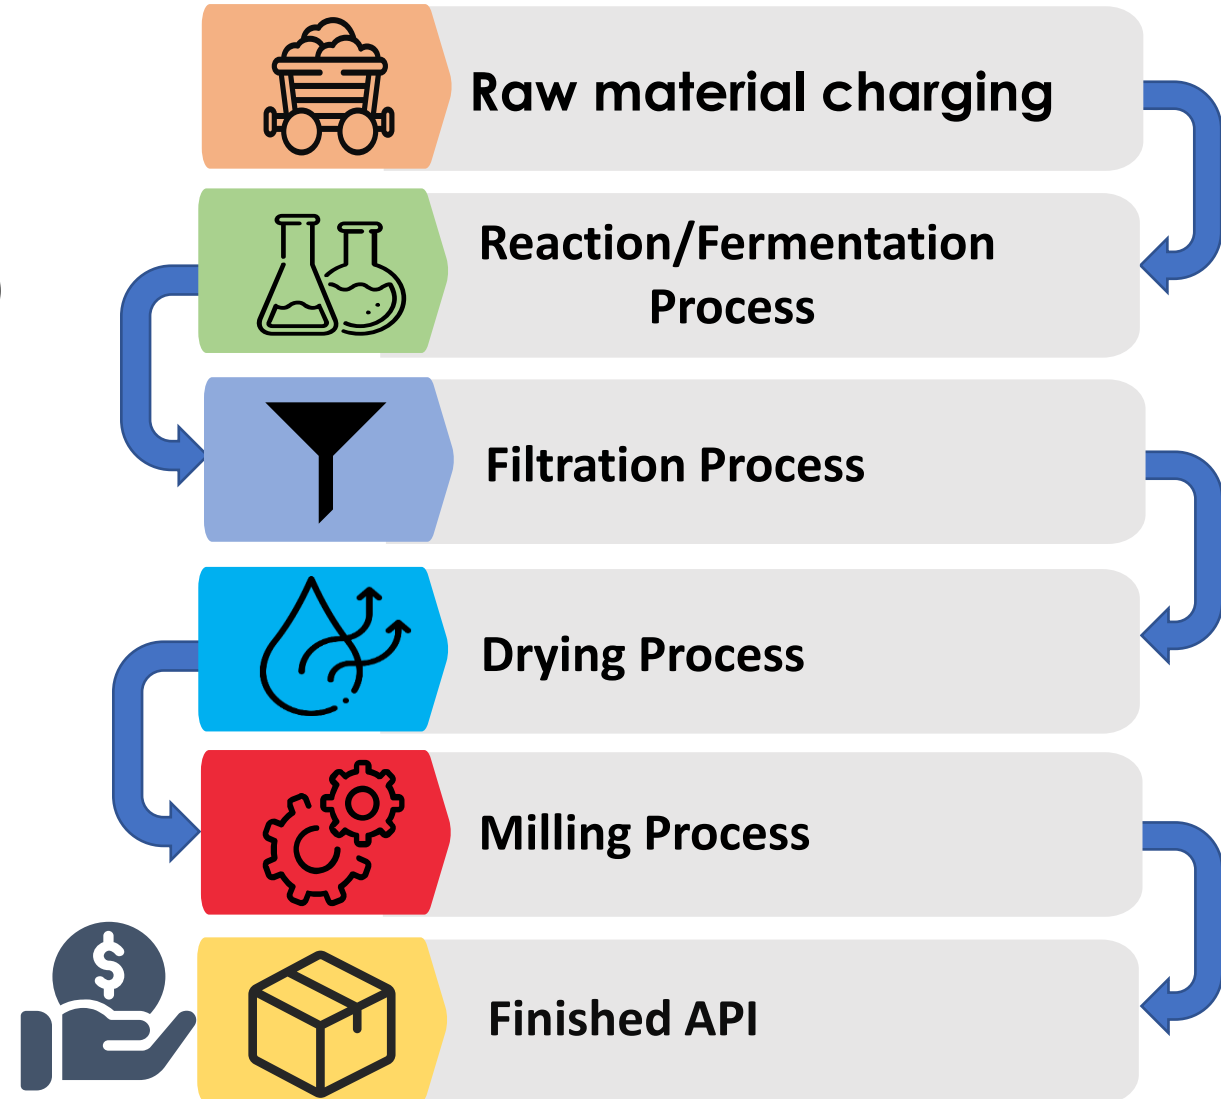 Raw material charging
Reaction/Fermentation
Process
Filtration Process
Drying Process
Milling Process
$
Finished API